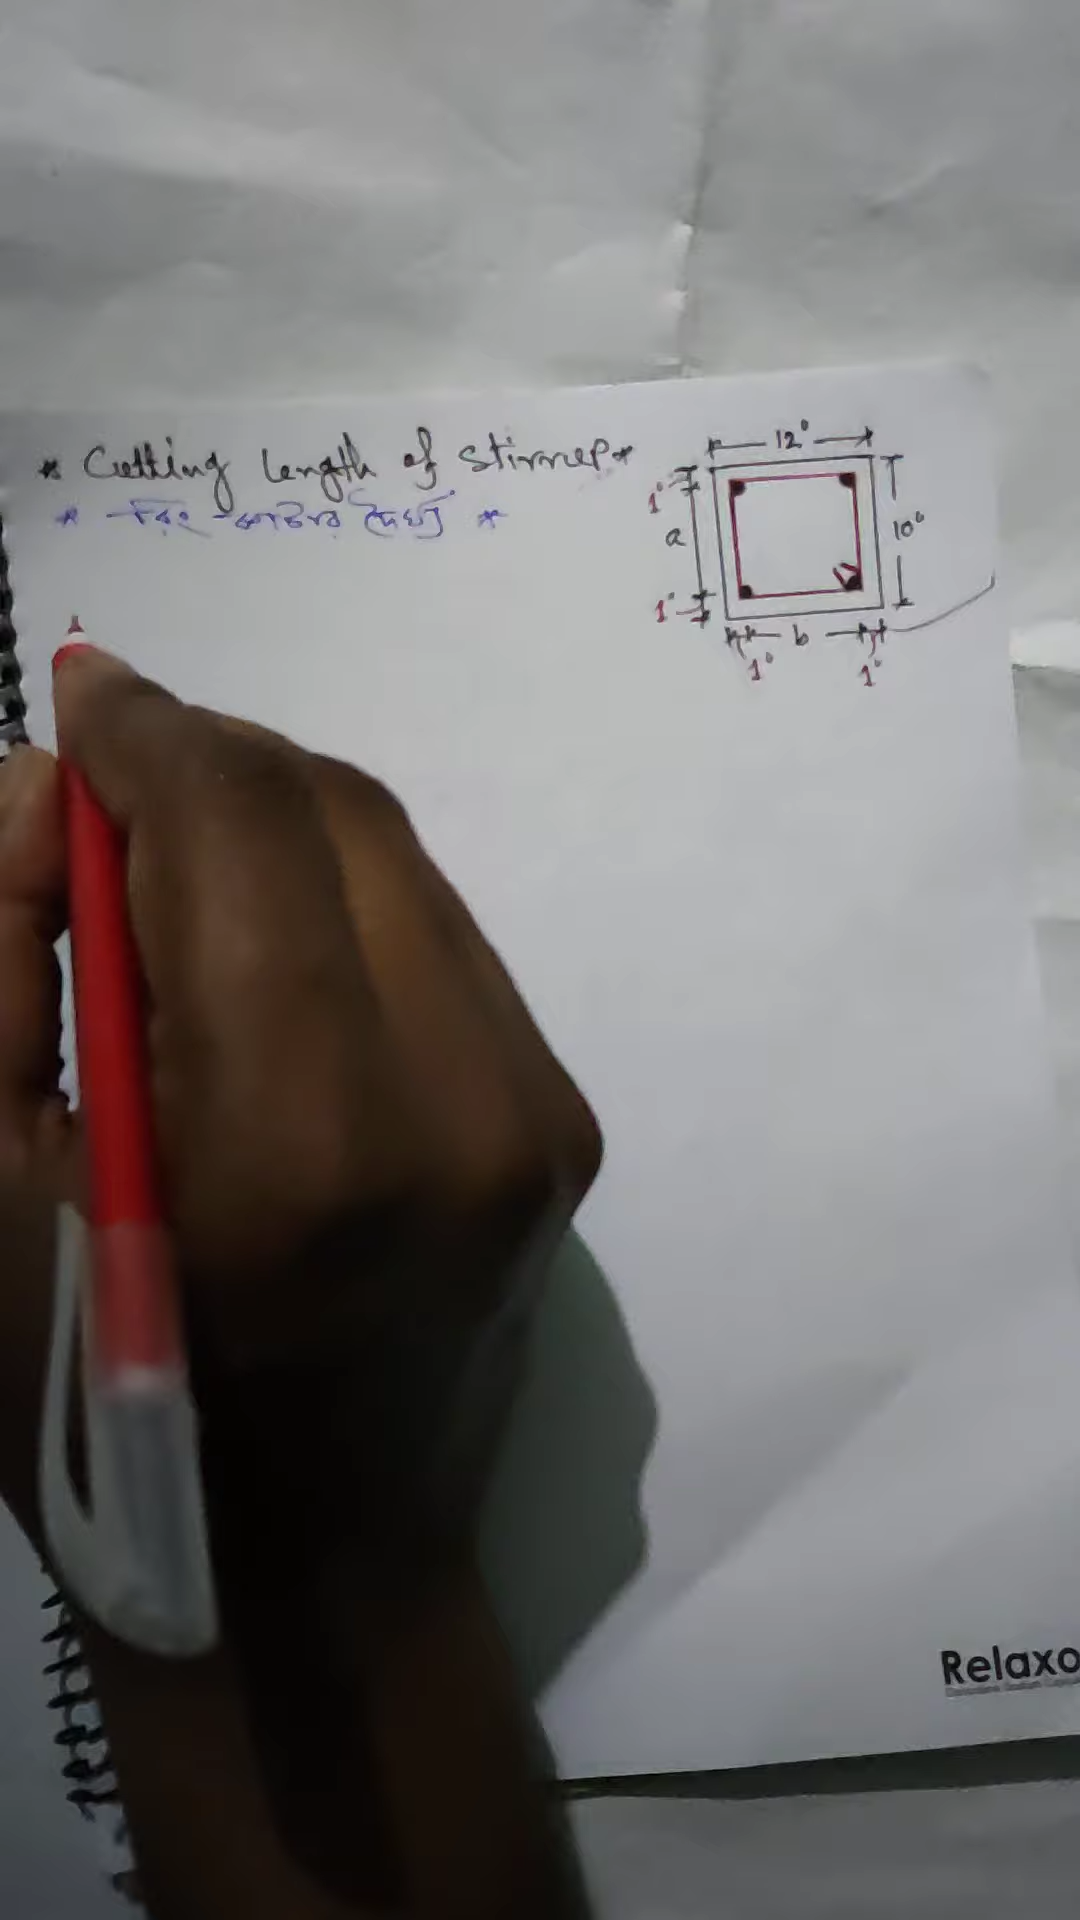 * Cutting length of stirrup *
* রিং কাটার দৈর্ঘ্য *
12"
1"
a
10"
1"
b
1"
1"
Relaxo